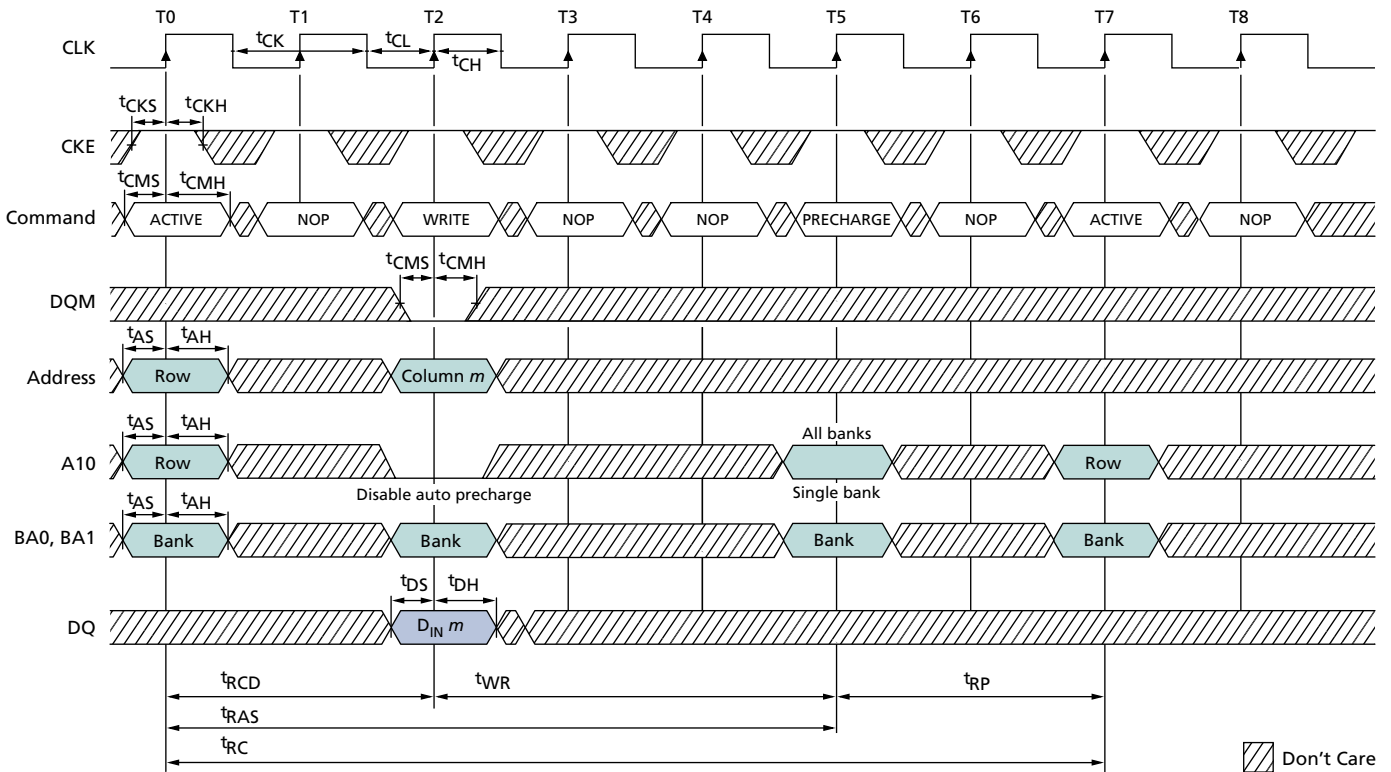 T0 T1 T2 T3 T4 T5 T6 T7 T8
CLK
tCK tCL tCH
tCKS tCKH
CKE
tCMS tCMH
Command ACTIVE NOP WRITE NOP NOP PRECHARGE NOP ACTIVE NOP
tCMS tCMH
DQM
tAS tAH
Address Row Column m
tAS tAH All banks
A10 Row Row
Disable auto precharge Single bank
tAS tAH
BA0, BA1 Bank Bank Bank Bank
tDS tDH
DQ DIN m
tRCD tWR tRP
tRAS
tRC
Don't Care